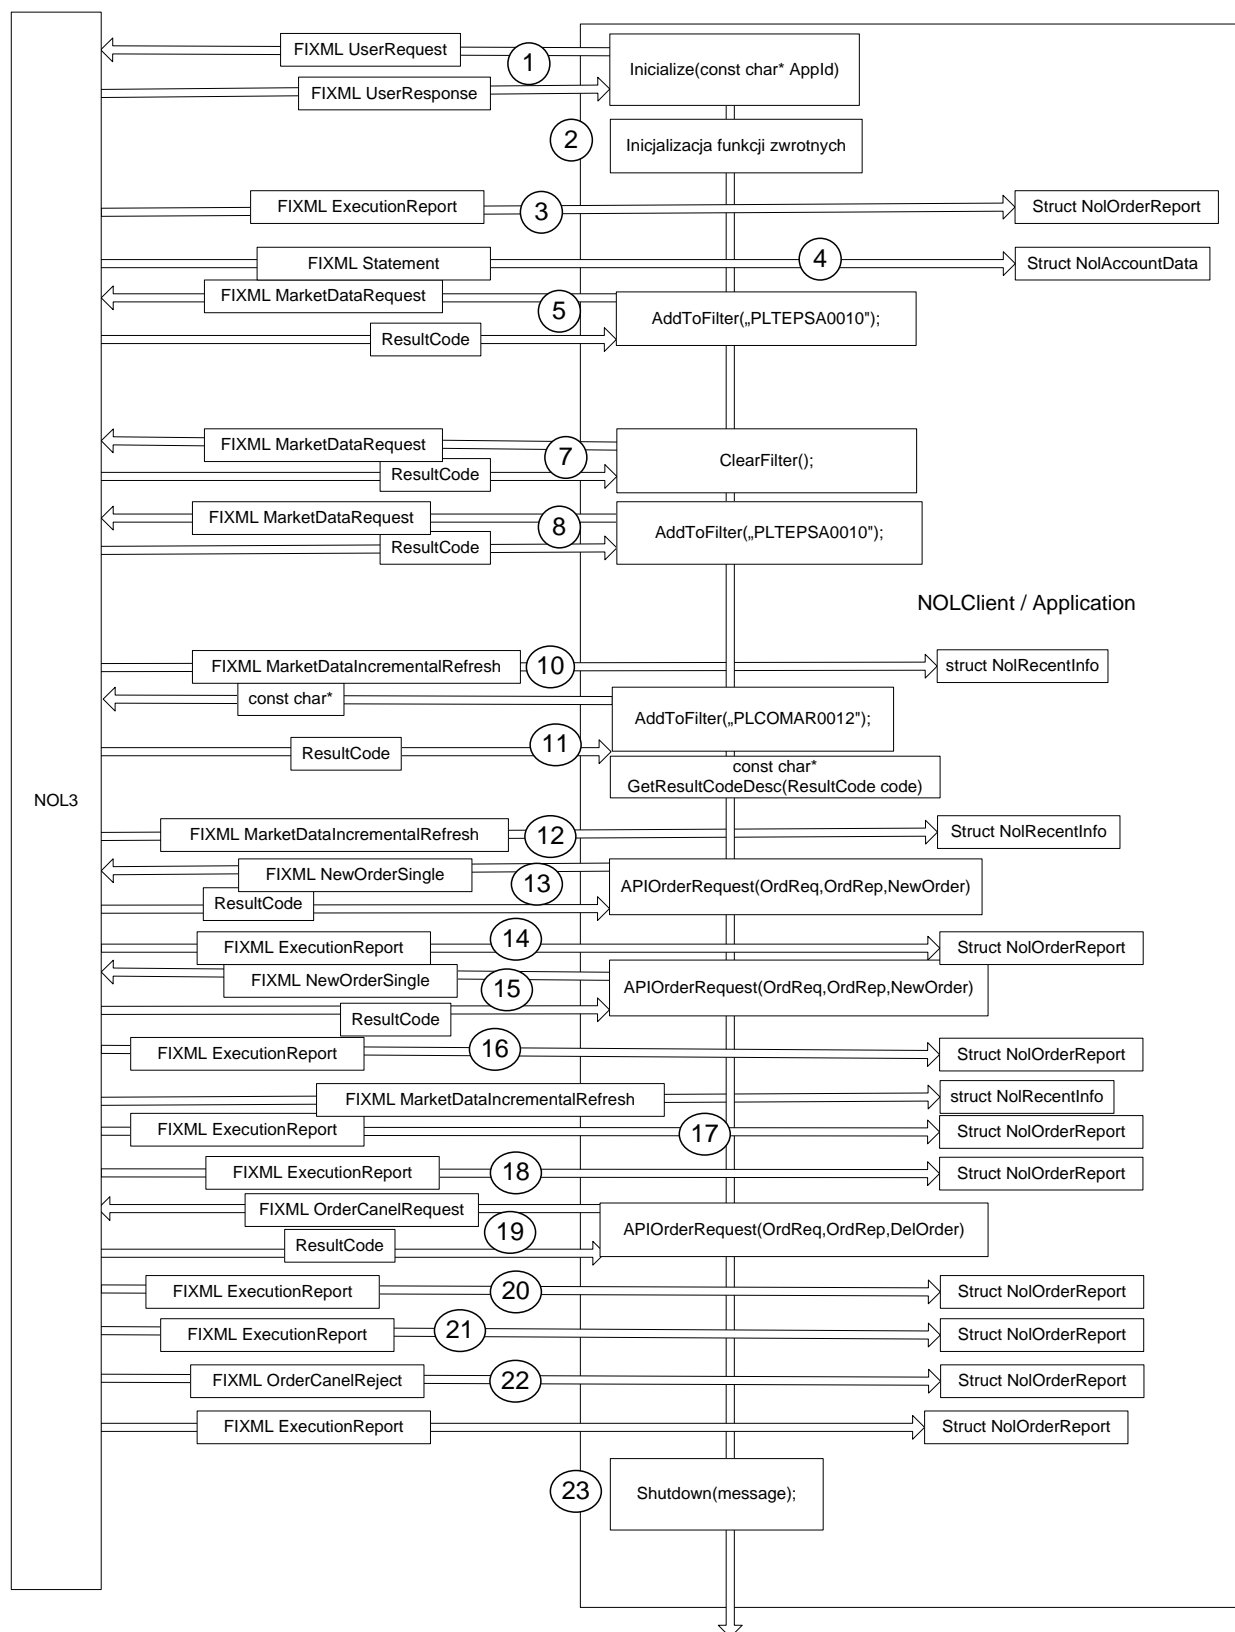 FIXML UserRequest
1
Inicialize(const char* AppId)
FIXML UserResponse
2
Inicjalizacja funkcji zwrotnych
FIXML ExecutionReport
3
Struct NolOrderReport
FIXML Statement
4
Struct NolAccountData
FIXML MarketDataRequest
5
AddToFilter(„PLTEPSA0010”);
ResultCode
FIXML MarketDataRequest
7
ClearFilter();
ResultCode
FIXML MarketDataRequest
8
AddToFilter(„PLTEPSA0010”);
ResultCode
NOLClient / Application
FIXML MarketDataIncrementalRefresh
10
struct NolRecentInfo
const char*
AddToFilter(„PLCOMAR0012”);
11
ResultCode
const char*
GetResultCodeDesc(ResultCode code)
NOL3
FIXML MarketDataIncrementalRefresh
12
Struct NolRecentInfo
FIXML NewOrderSingle
13
APIOrderRequest(OrdReq,OrdRep,NewOrder)
ResultCode
FIXML ExecutionReport
14
Struct NolOrderReport
FIXML NewOrderSingle
15
APIOrderRequest(OrdReq,OrdRep,NewOrder)
ResultCode
FIXML ExecutionReport
16
Struct NolOrderReport
FIXML MarketDataIncrementalRefresh
struct NolRecentInfo
FIXML ExecutionReport
17
Struct NolOrderReport
FIXML ExecutionReport
18
Struct NolOrderReport
FIXML OrderCanelRequest
19
APIOrderRequest(OrdReq,OrdRep,DelOrder)
ResultCode
FIXML ExecutionReport
20
Struct NolOrderReport
FIXML ExecutionReport
21
Struct NolOrderReport
FIXML OrderCanelReject
22
Struct NolOrderReport
FIXML ExecutionReport
Struct NolOrderReport
23
Shutdown(message);